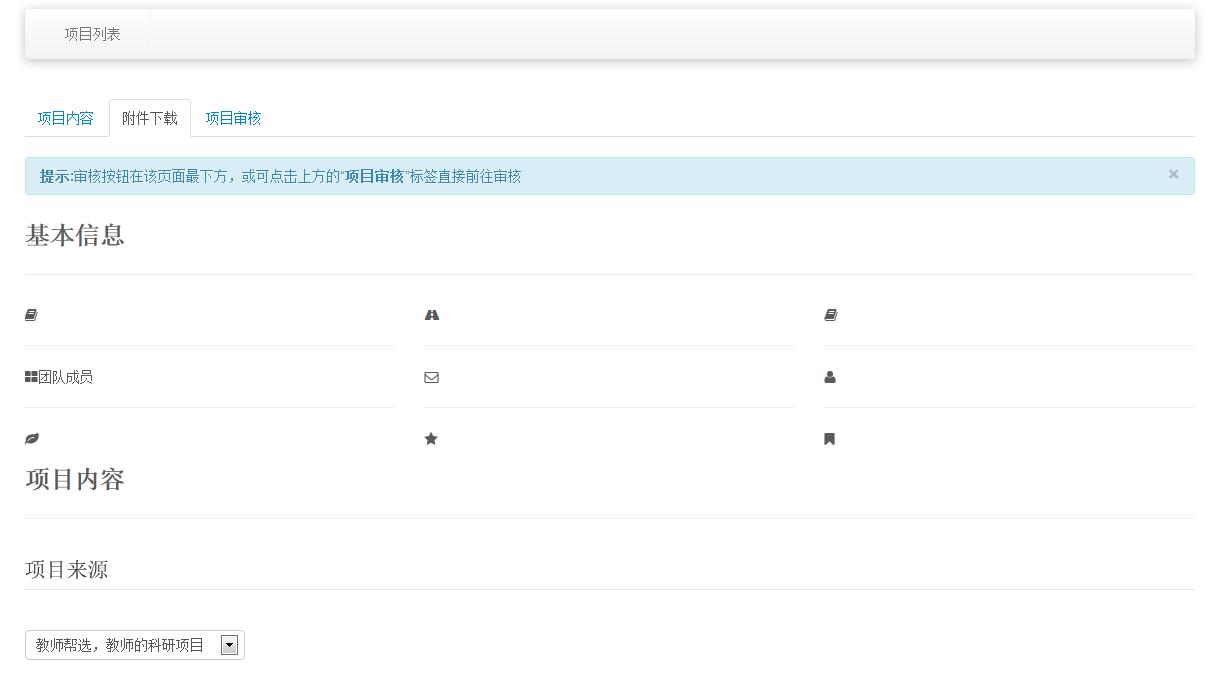 项目列表
项目内容 附件下载 项目审核
提示:审核按钮在该页面最下方，或可点击上方的“项目审核”标签直接前往审核 ×
基本信息
团队成员
项目内容
项目来源
教师帮选，教师的科研项目